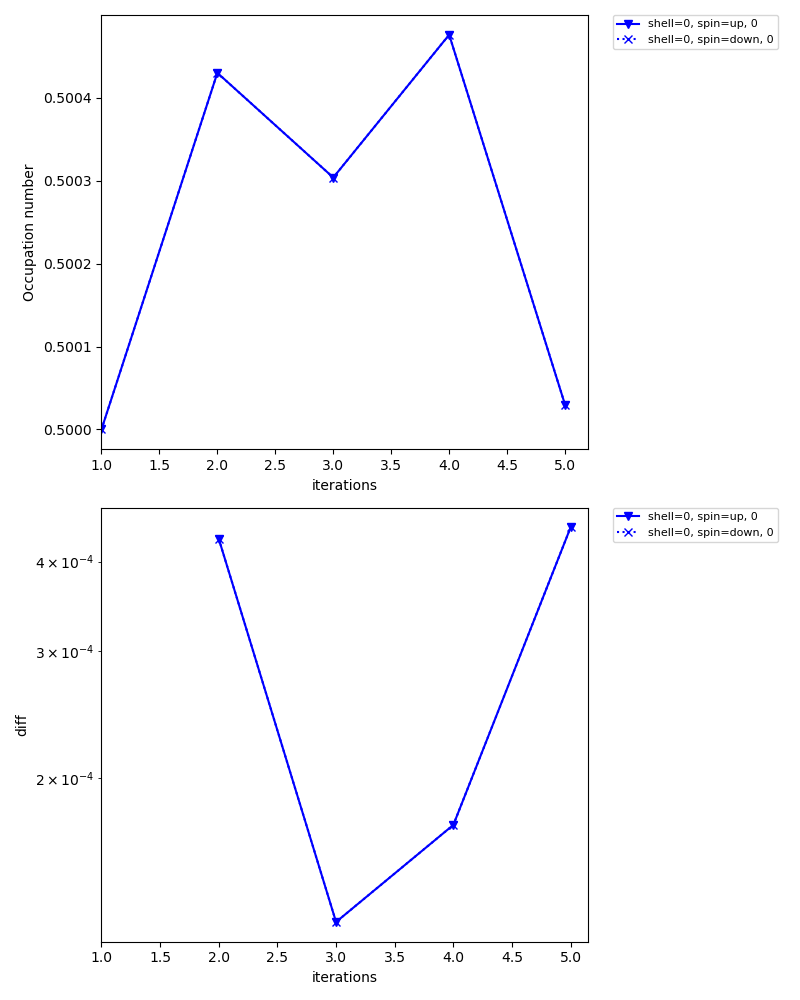 shell=0, spin=up, 0
shell=0, spin=down, 0
0.5004
0.5003
0.5002
0.5001
0.5000
Occupation number
1.0 1.5 2.0 2.5 3.0 3.5 4.0 4.5 5.0
iterations
shell=0, spin=up, 0
shell=0, spin=down, 0
4 × 10⁻⁴
3 × 10⁻⁴
2 × 10⁻⁴
diff
1.0 1.5 2.0 2.5 3.0 3.5 4.0 4.5 5.0
iterations